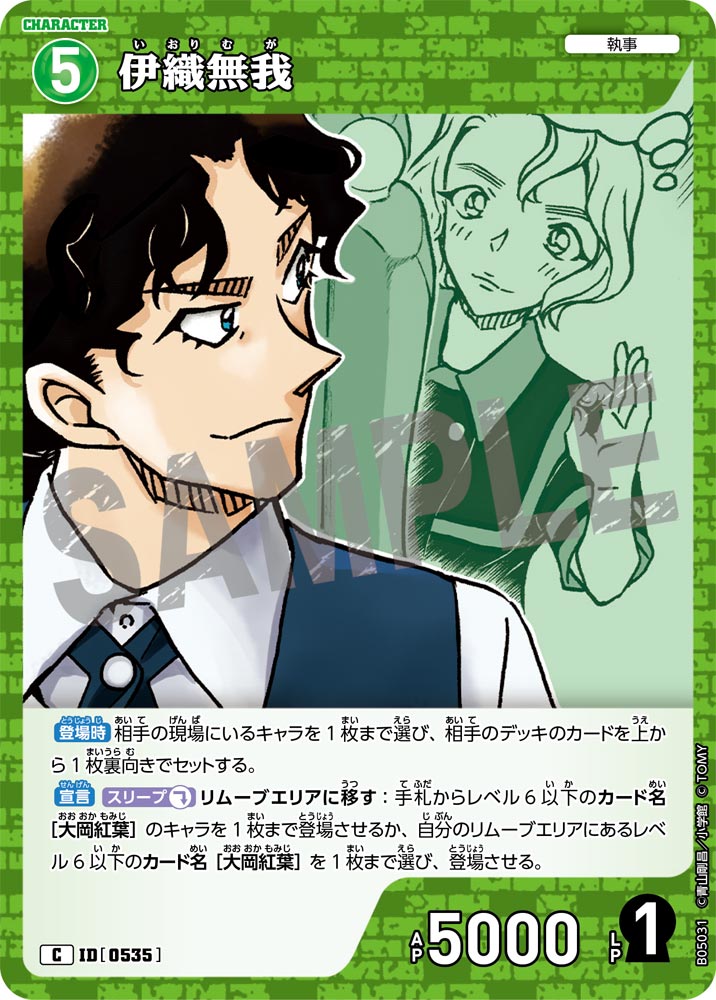 CHARACTER
執事
5
いおりむが
伊織無我
SAMPLE
とうじょうじ あいて げんば まい えら あいて うえ
登場時 相手の現場にいるキャラを1枚まで選び、相手のデッキのカードを上か
まいうらむ
ら1枚裏向きでセットする。
せんげん うつ てふだ いか めい
宣言 スリープ リムーブエリアに移す：手札からレベル6以下のカード名
おおおかもみじ まい とうじょう じぶん
［大岡紅葉］のキャラを1枚まで登場させるか、自分のリムーブエリアにあるレベ
いか めい おおおかもみじ まい えら とうじょう
ル6以下のカード名［大岡紅葉］を1枚まで選び、登場させる。
C ID[0535]
AP 5000 LP 1
B05031 ©青山剛昌／小学館 ©TOMY